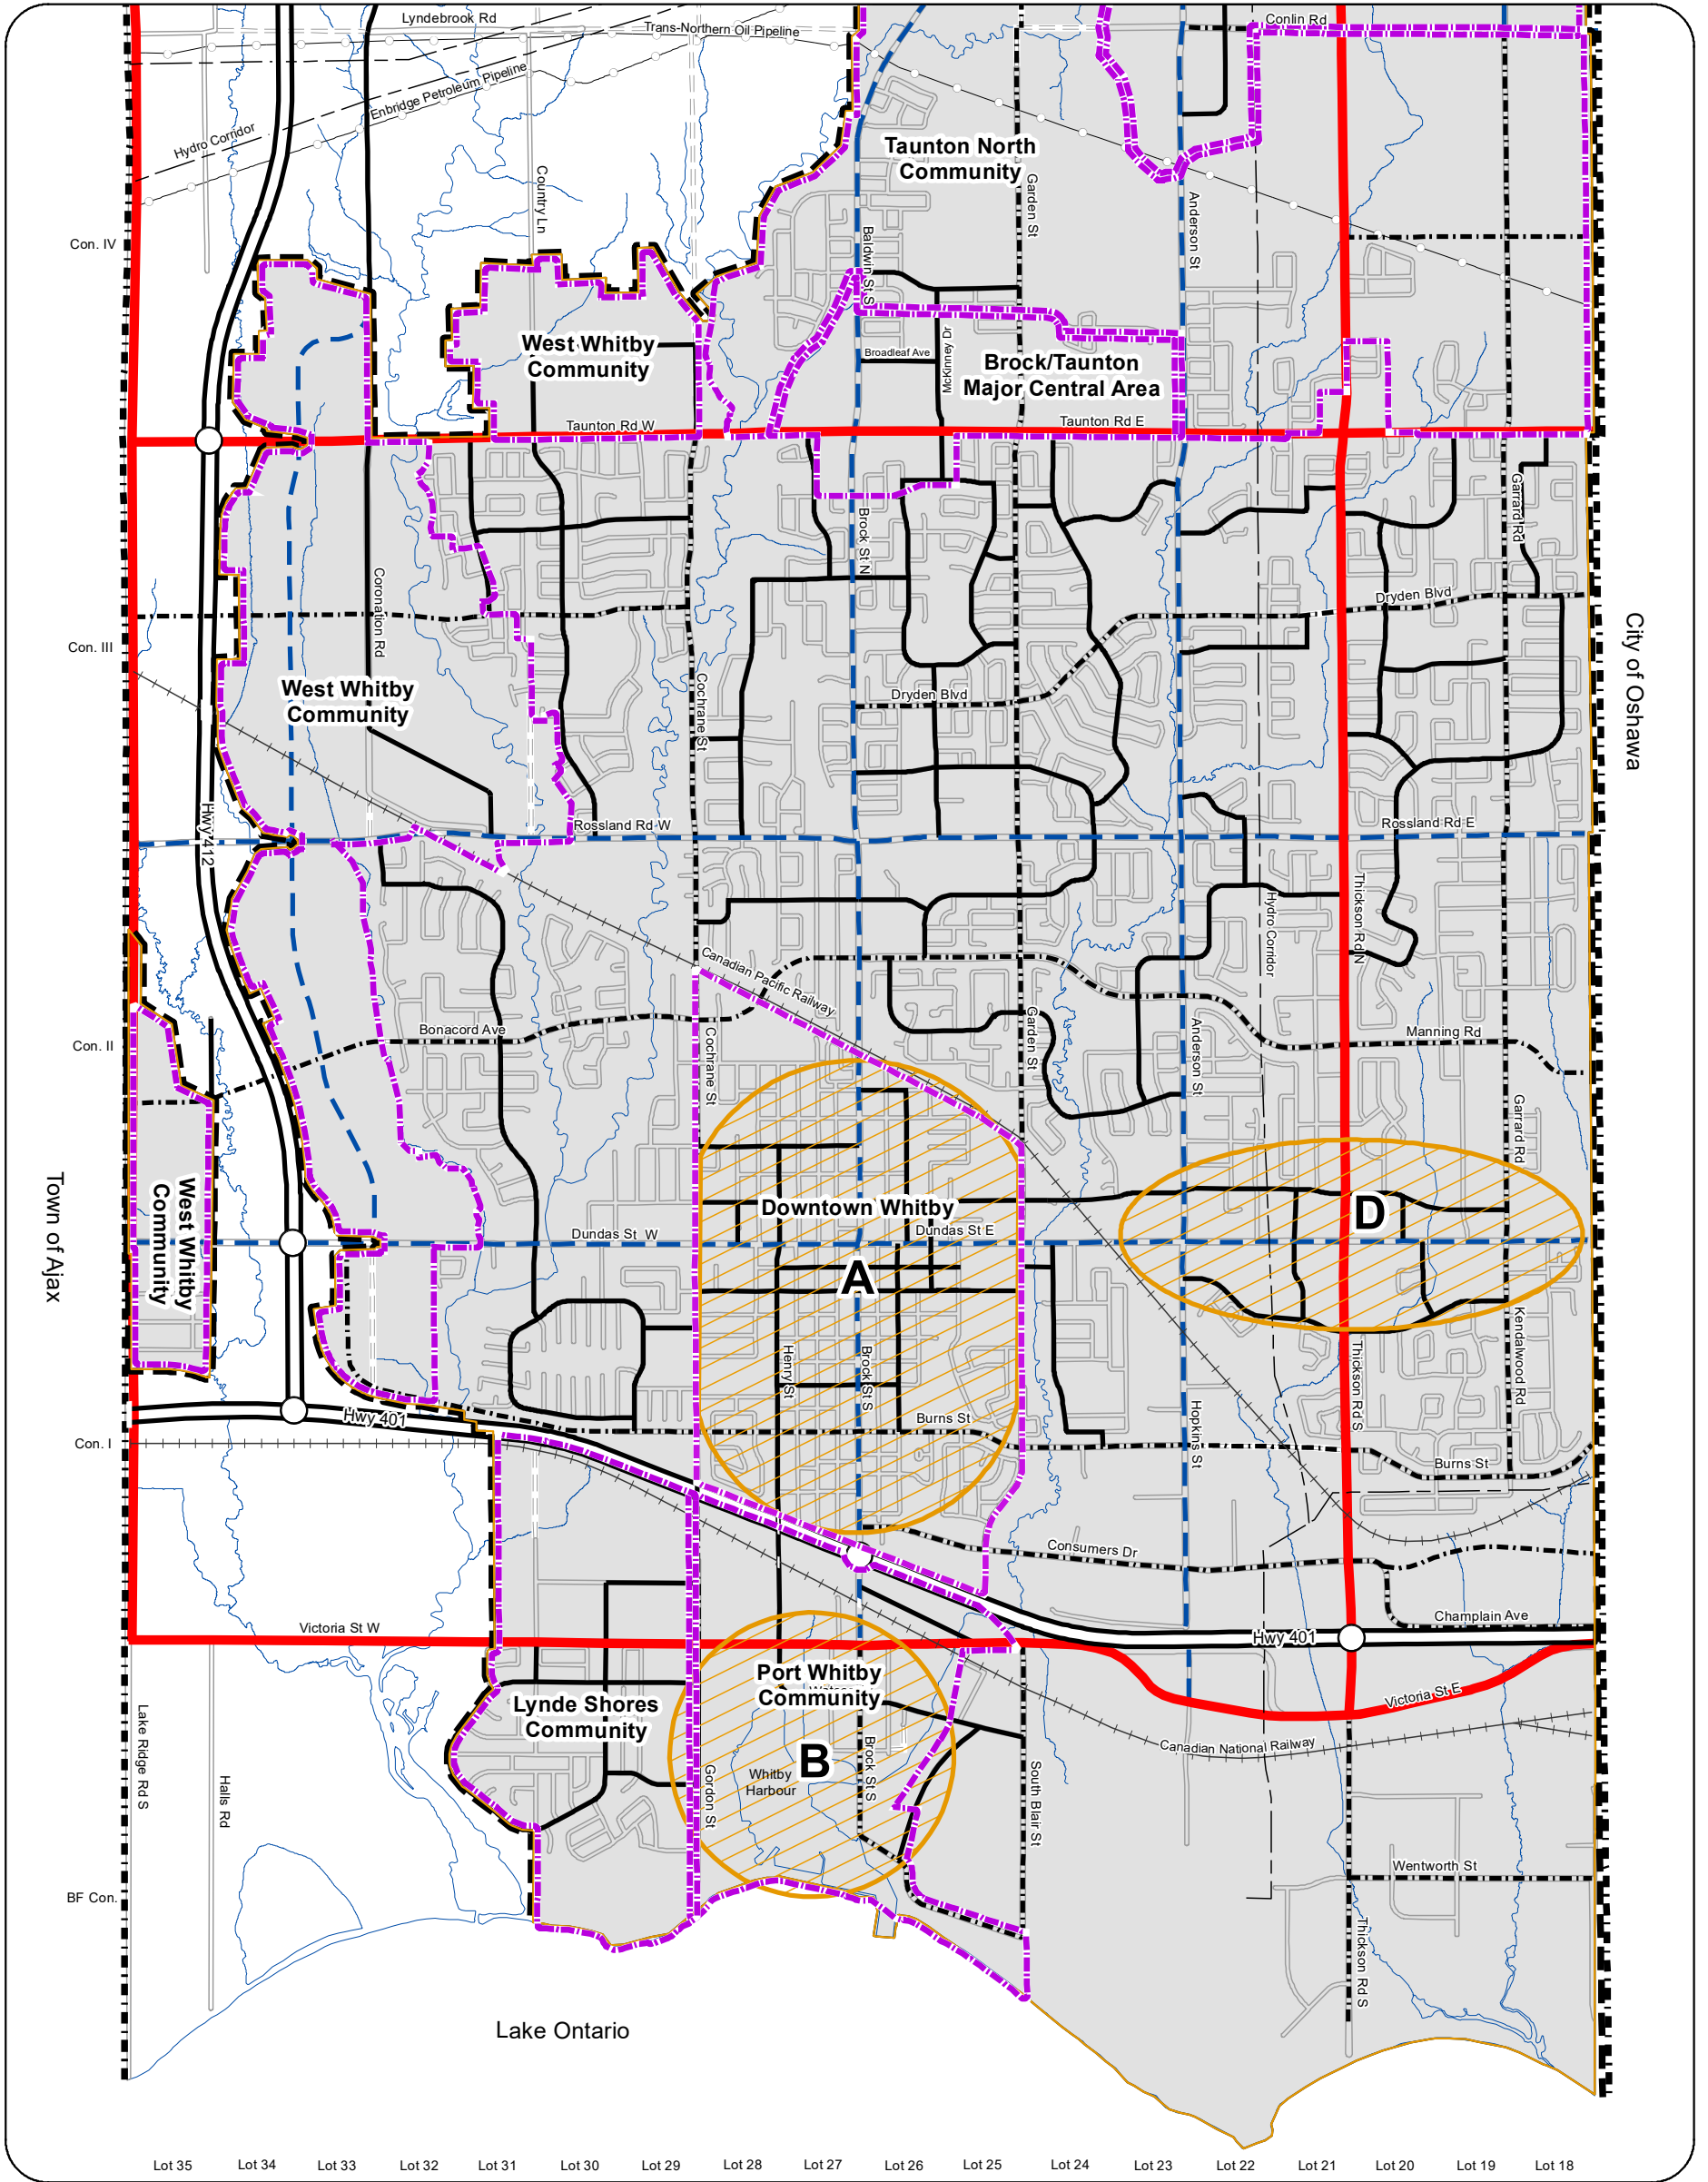 Lyndebrook Rd
Trans-Northern Oil Pipeline
Conlin Rd
Enbridge Petroleum Pipeline
Hydro Corridor
Taunton North
Community
Country Ln
Garden St
Anderson St
Con. IV
Baldwin St S
West Whitby
Community
Broadleaf Ave
McKinney Dr
Brock/Taunton
Major Central Area
Taunton Rd W
Taunton Rd E
Garrard Rd
Brock St N
Coronation Rd
Dryden Blvd
Con. III
City of Oshawa
West Whitby
Community
Cochrane St
Dryden Blvd
Hwy 412
Rossland Rd W
Rossland Rd E
Thickson Rd N
Hydro Corridor
Canadian Pacific Railway
Con. II
Bonacord Ave
Cochrane St
Garden St
Anderson St
Manning Rd
Garrard Rd
Town of Ajax
West Whitby
Community
Downtown Whitby
D
Dundas St W
Dundas St E
A
Henry St
Brock St S
Kendalwood Rd
Thickson Rd S
Hwy 401
Burns St
Hopkins St
Con. I
Burns St
Consumers Dr
Champlain Ave
Victoria St W
Hwy 401
Port Whitby
Community
Lynde Shores
Community
Victoria St E
Lake Ridge Rd S
Halls Rd
Gordon St
Whitby
Harbour
B
Brock St S
South Blair St
Canadian National Railway
Wentworth St
BF Con.
Thickson Rd S
Lake Ontario
Lot 35
Lot 34
Lot 33
Lot 32
Lot 31
Lot 30
Lot 29
Lot 28
Lot 27
Lot 26
Lot 25
Lot 24
Lot 23
Lot 22
Lot 21
Lot 20
Lot 19
Lot 18